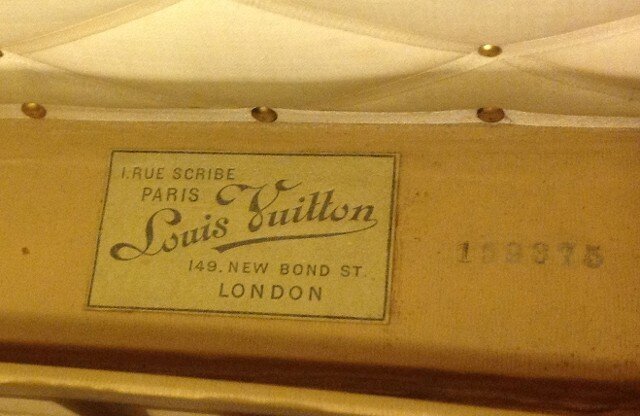 1. RUE SCRIBE
PARIS
Louis Vuitton
149. NEW BOND ST.
LONDON